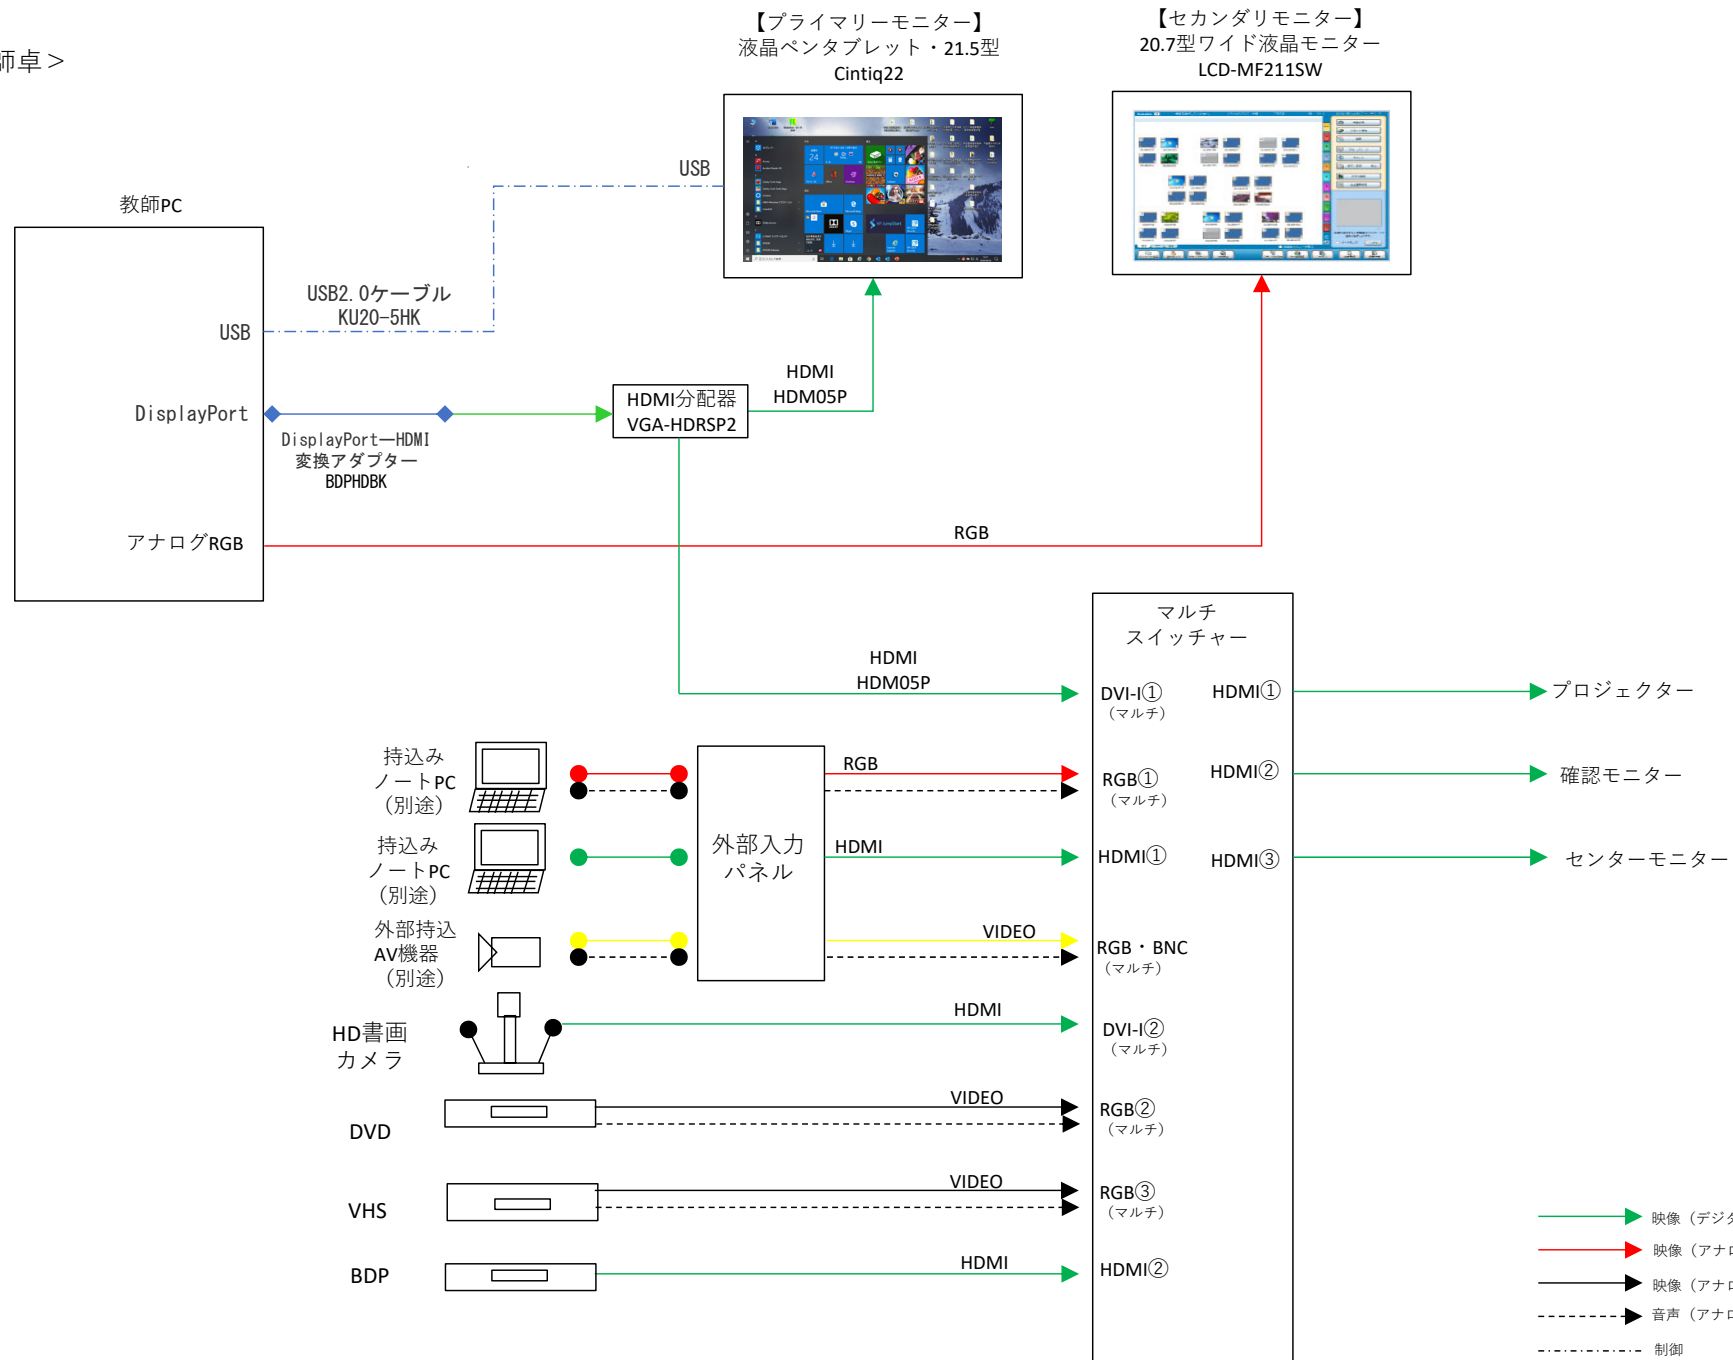 師卓＞
【プライマリーモニター】
液晶ペンタブレット・21.5型
Cintiq22
【セカンダリモニター】
20.7型ワイド液晶モニター
LCD-MF211SW
USB
教師PC
USB2.0ケーブル
KU20-5HK
USB
HDMI
HDM05P
HDMI分配器
VGA-HDRSP2
DisplayPort
DisplayPort―HDMI
変換アダプター
BDPHDBK
アナログRGB
RGB
マルチ
スイッチャー
HDMI
HDM05P
DVI-I①
（マルチ）
HDMI①
プロジェクター
持込み
ノートPC
（別途）
RGB
RGB①
（マルチ）
HDMI②
確認モニター
持込み
ノートPC
（別途）
外部入力
パネル
HDMI
HDMI①
HDMI③
センターモニター
外部持込
AV機器
（別途）
VIDEO
RGB・BNC
（マルチ）
HD書画
カメラ
HDMI
DVI-I②
（マルチ）
DVD
VIDEO
RGB②
（マルチ）
VHS
VIDEO
RGB③
（マルチ）
BDP
HDMI
HDMI②
映像（デジタ
映像（アナロ
映像（アナロ
音声（アナロ
制御